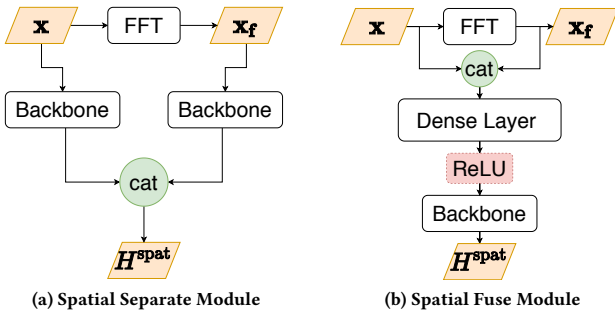 x FFT x_f
Backbone Backbone
cat
H^spat
(a) Spatial Separate Module
x FFT x_f
cat
Dense Layer
ReLU
Backbone
H^spat
(b) Spatial Fuse Module